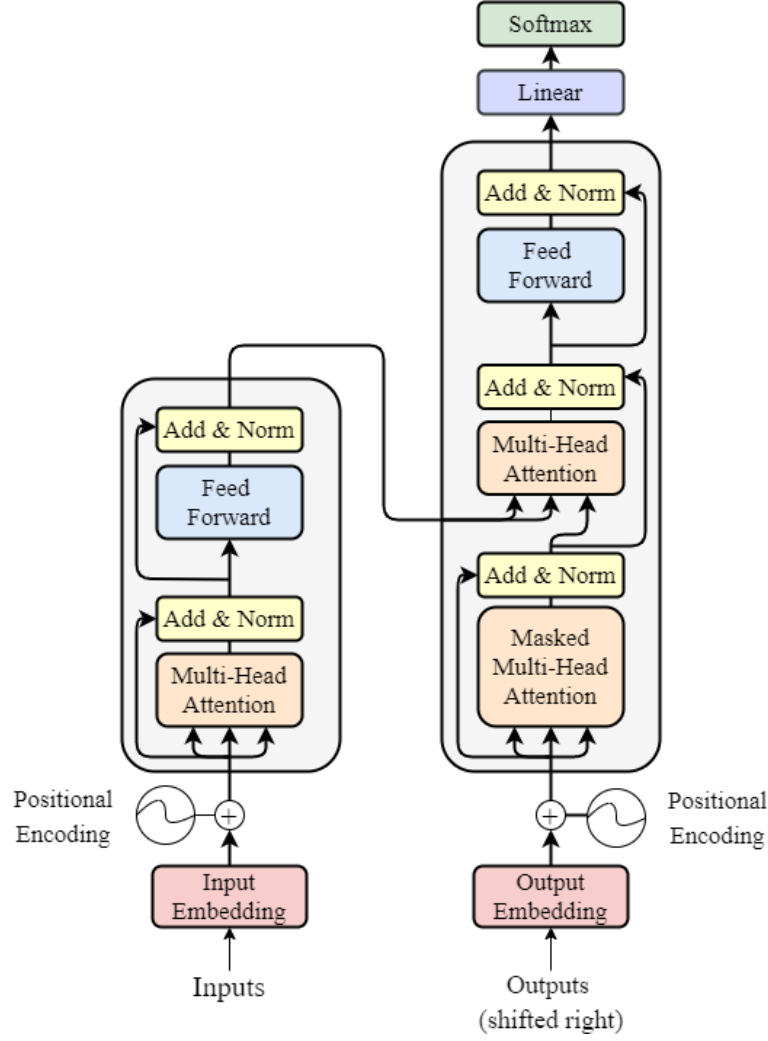 Softmax
Linear
Add & Norm
Feed
Forward
Add & Norm
Multi-Head
Attention
Add & Norm
Masked
Multi-Head
Attention
Add & Norm
Feed
Forward
Add & Norm
Multi-Head
Attention
Positional
Encoding
+
+
Positional
Encoding
Input
Embedding
Output
Embedding
Inputs
Outputs
(shifted right)